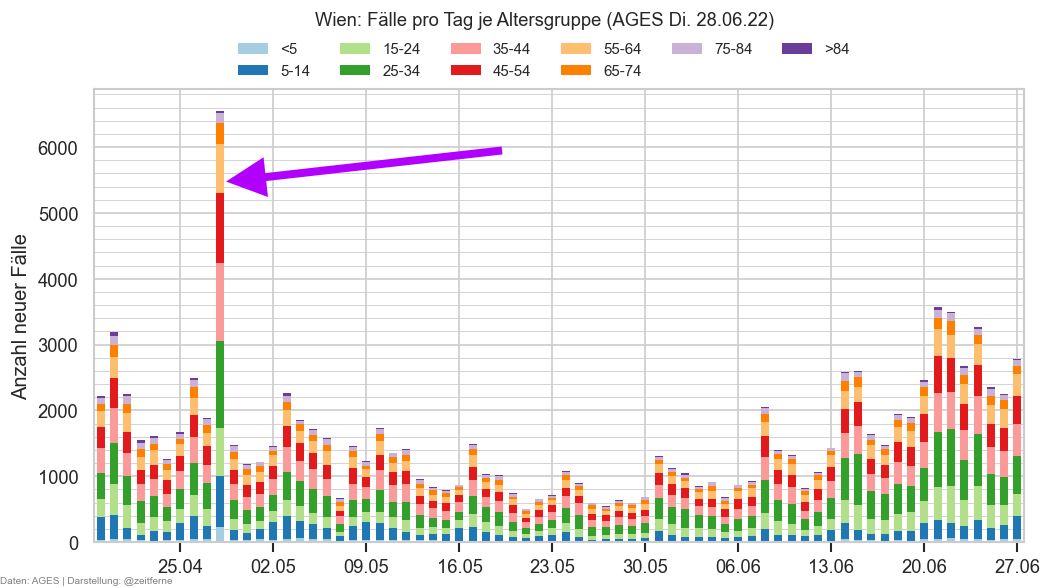 Wien: Fälle pro Tag je Altersgruppe (AGES Di. 28.06.22)
<5 15-24 35-44 55-64 75-84 >84
5-14 25-34 45-54 65-74
Anzahl neuer Fälle
6000
5000
4000
3000
2000
1000
0
25.04 02.05 09.05 16.05 23.05 30.05 06.06 13.06 20.06 27.06
Daten: AGES | Darstellung: @zeitferne